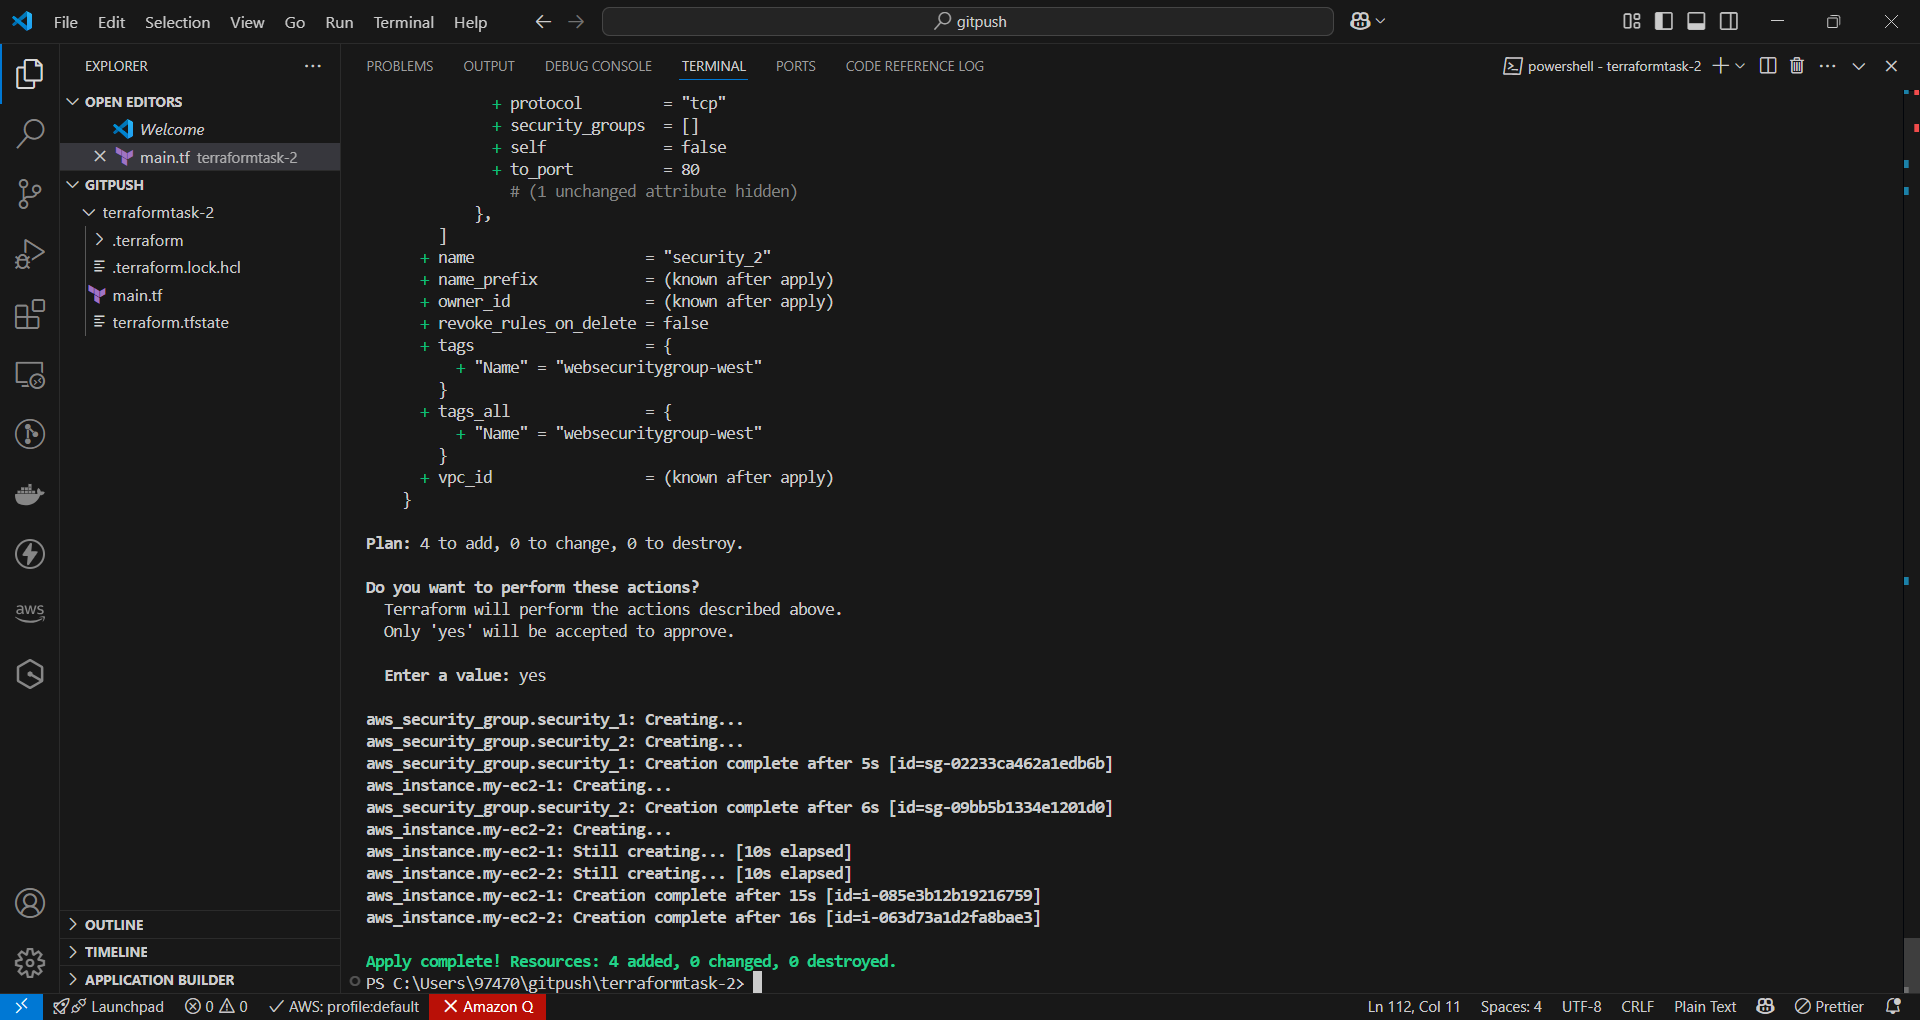 File Edit Selection View Go Run Terminal Help
gitpush
EXPLORER
OPEN EDITORS
Welcome
main.tf terraformtask-2
GITPUSH
terraformtask-2
.terraform
.terraform.lock.hcl
main.tf
terraform.tfstate
OUTLINE
TIMELINE
APPLICATION BUILDER
aws
PROBLEMS OUTPUT DEBUG CONSOLE TERMINAL PORTS CODE REFERENCE LOG
powershell - terraformtask-2
+ protocol = "tcp"
+ security_groups = []
+ self = false
+ to_port = 80
# (1 unchanged attribute hidden)
},
]
+ name = "security_2"
+ name_prefix = (known after apply)
+ owner_id = (known after apply)
+ revoke_rules_on_delete = false
+ tags = {
+ "Name" = "websecuritygroup-west"
}
+ tags_all = {
+ "Name" = "websecuritygroup-west"
}
+ vpc_id = (known after apply)
}
Plan: 4 to add, 0 to change, 0 to destroy.
Do you want to perform these actions?
Terraform will perform the actions described above.
Only 'yes' will be accepted to approve.
Enter a value: yes
aws_security_group.security_1: Creating...
aws_security_group.security_2: Creating...
aws_security_group.security_1: Creation complete after 5s [id=sg-02233ca462a1edb6b]
aws_instance.my-ec2-1: Creating...
aws_security_group.security_2: Creation complete after 6s [id=sg-09bb5b1334e1201d0]
aws_instance.my-ec2-2: Creating...
aws_instance.my-ec2-1: Still creating... [10s elapsed]
aws_instance.my-ec2-2: Still creating... [10s elapsed]
aws_instance.my-ec2-1: Creation complete after 15s [id=i-085e3b12b19216759]
aws_instance.my-ec2-2: Creation complete after 16s [id=i-063d73a1d2fa8bae3]
Apply complete! Resources: 4 added, 0 changed, 0 destroyed.
PS C:\Users\97470\gitpush\terraformtask-2>
Launchpad 0 0 AWS: profile:default Amazon Q Ln 112, Col 11 Spaces: 4 UTF-8 CRLF Plain Text Prettier